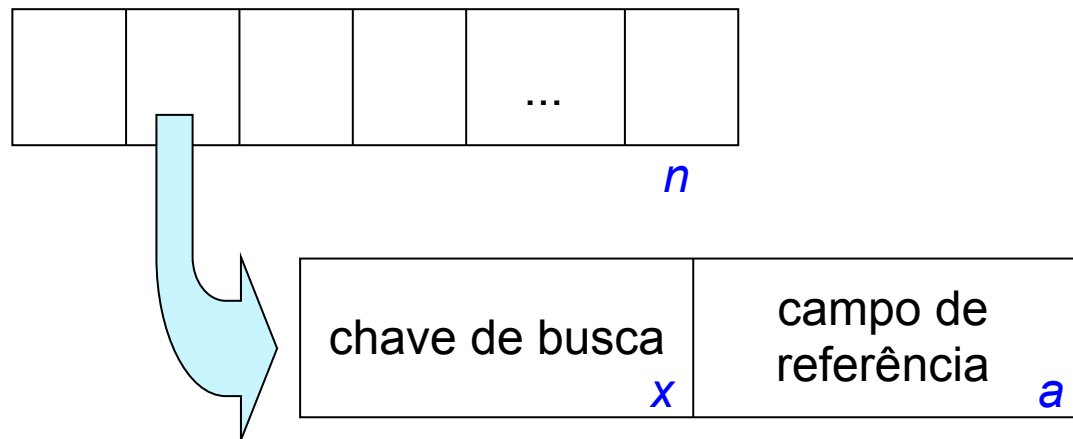 ...
n
chave de busca
x
campo de
referência
a